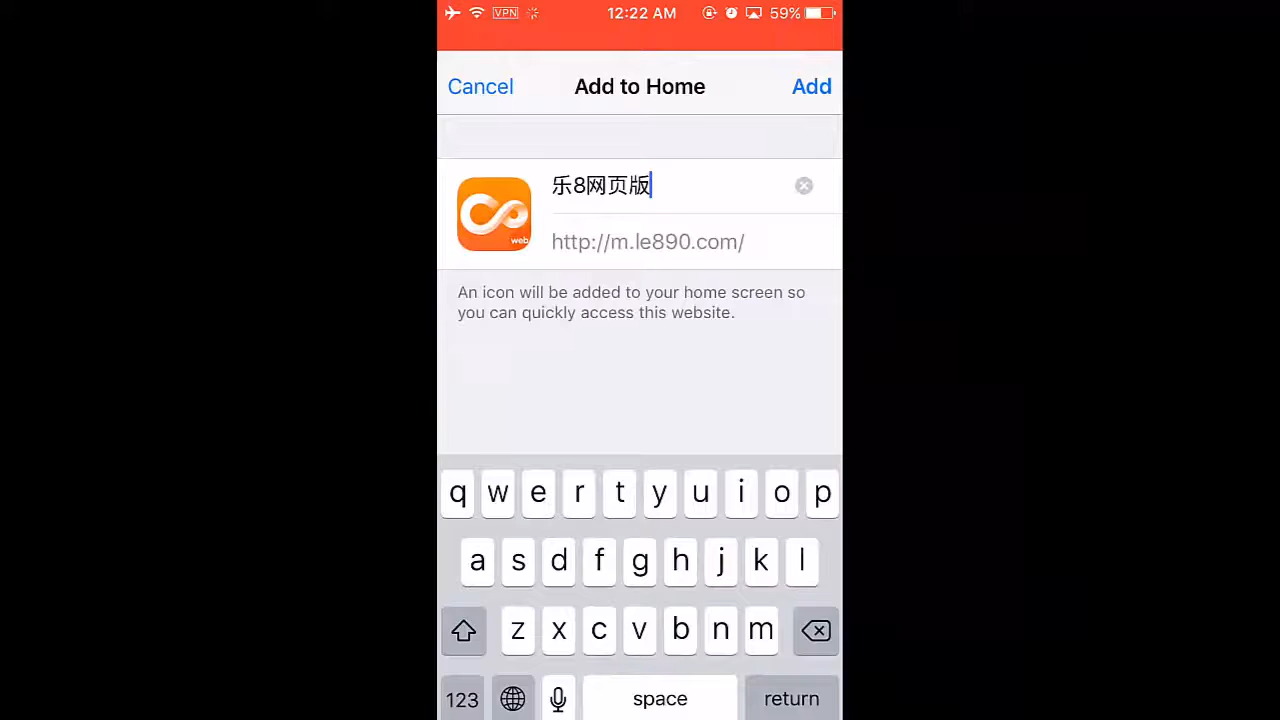 VPN 12:22 AM 59%
Cancel Add to Home Add
乐8网页版
web
http://m.le890.com/
An icon will be added to your home screen so
you can quickly access this website.
q w e r t y u i o p
a s d f g h j k l
z x c v b n m
123 space return